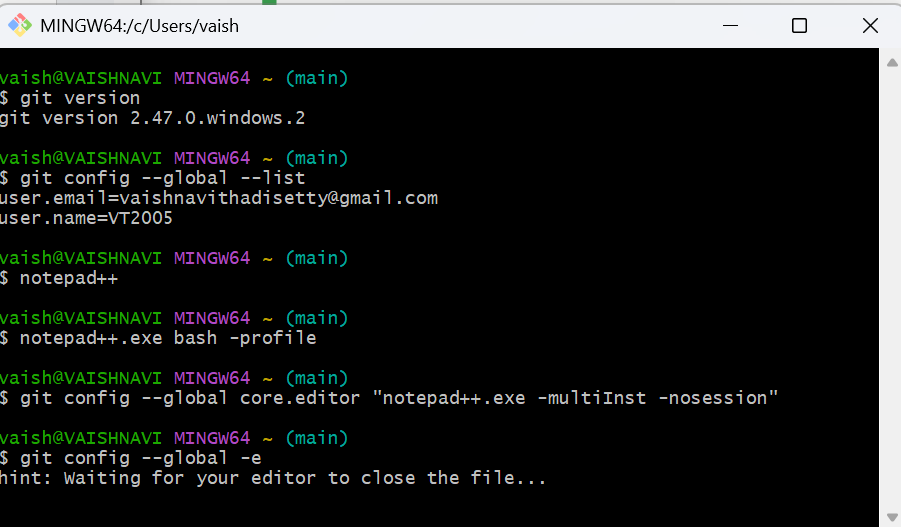 MINGW64:/c/Users/vaish
vaish@VAISHNAVI MINGW64 ~ (main)
$ git version
git version 2.47.0.windows.2
vaish@VAISHNAVI MINGW64 ~ (main)
$ git config --global --list
user.email=vaishnavithadisetty@gmail.com
user.name=VT2005
vaish@VAISHNAVI MINGW64 ~ (main)
$ notepad++
vaish@VAISHNAVI MINGW64 ~ (main)
$ notepad++.exe bash -profile
vaish@VAISHNAVI MINGW64 ~ (main)
$ git config --global core.editor "notepad++.exe -multiInst -nosession"
vaish@VAISHNAVI MINGW64 ~ (main)
$ git config --global -e
hint: Waiting for your editor to close the file...